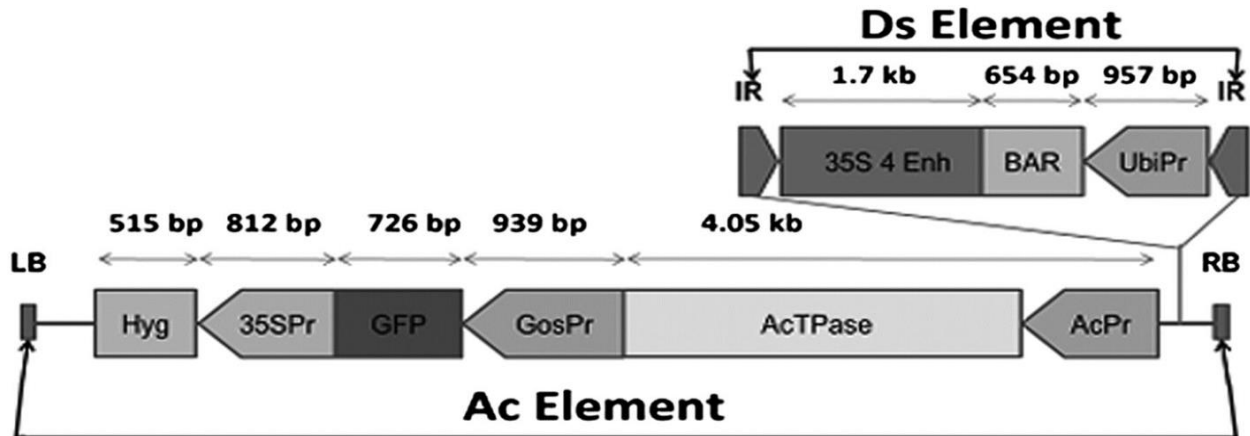 Ds Element
1.7 kb 654 bp 957 bp
IR IR
35S 4 Enh BAR UbiPr
515 bp 812 bp 726 bp 939 bp 4.05 kb
LB RB
Hyg 35SPr GFP GosPr AcTPase AcPr
Ac Element